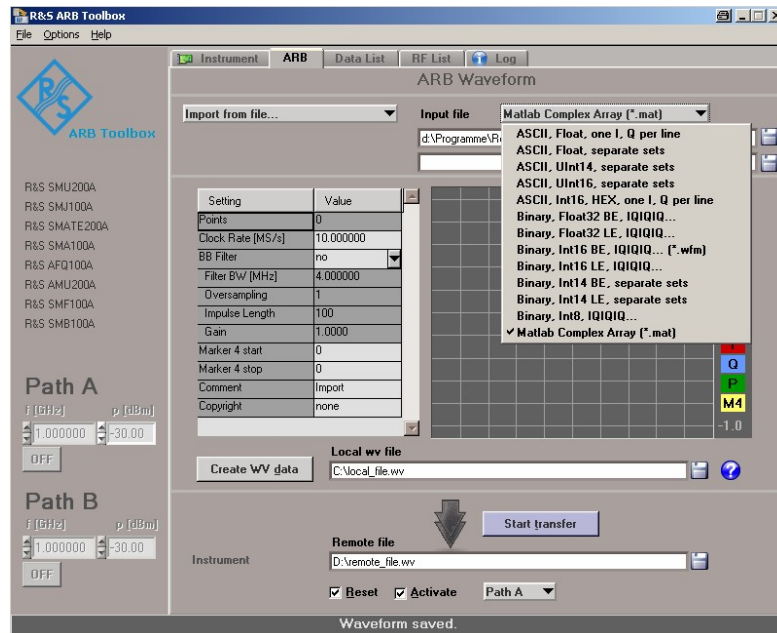 R&S ARB Toolbox
File Options Help
Instrument ARB Data List RF List Log
ARB Waveform
R&S
ARB Toolbox
Import from file...
Input file Matlab Complex Array (*.mat)
ASCII, Float, one I, Q per line
ASCII, Float, separate sets
ASCII, UInt14, separate sets
ASCII, UInt16, separate sets
ASCII, Int16, HEX, one I, Q per line
Binary, Float32 BE, IQIQIQ...
Binary, Float32 LE, IQIQIQ...
Binary, Int16 BE, IQIQIQ... (*.wfm)
Binary, Int16 LE, IQIQIQ...
Binary, Int14 BE, separate sets
Binary, Int14 LE, separate sets
Binary, Int8, IQIQIQ...
Matlab Complex Array (*.mat)
d:\Programme\R
R&S SMU200A
R&S SMJ100A
R&S SMATE200A
R&S SMA100A
R&S AFQ100A
R&S AMU200A
R&S SMF100A
R&S SMB100A
Setting Value
Points 0
Clock Rate [MS/s] 10.000000
BB Filter no
Filter BW [MHz] 4.000000
Oversampling 1
Impulse Length 100
Gain 1.0000
Marker 4 start 0
Marker 4 stop 0
Comment Import
Copyright none
Q
P
M4
-1.0
Path A
f [GHz] p [dBm]
1.000000 -30.00
OFF
Local wv file
Create WV data C:\local_file.wv
Path B
f [GHz] p [dBm]
1.000000 -30.00
OFF
Start transfer
Remote file
Instrument D:\remote_file.wv
Reset Activate Path A
Waveform saved.